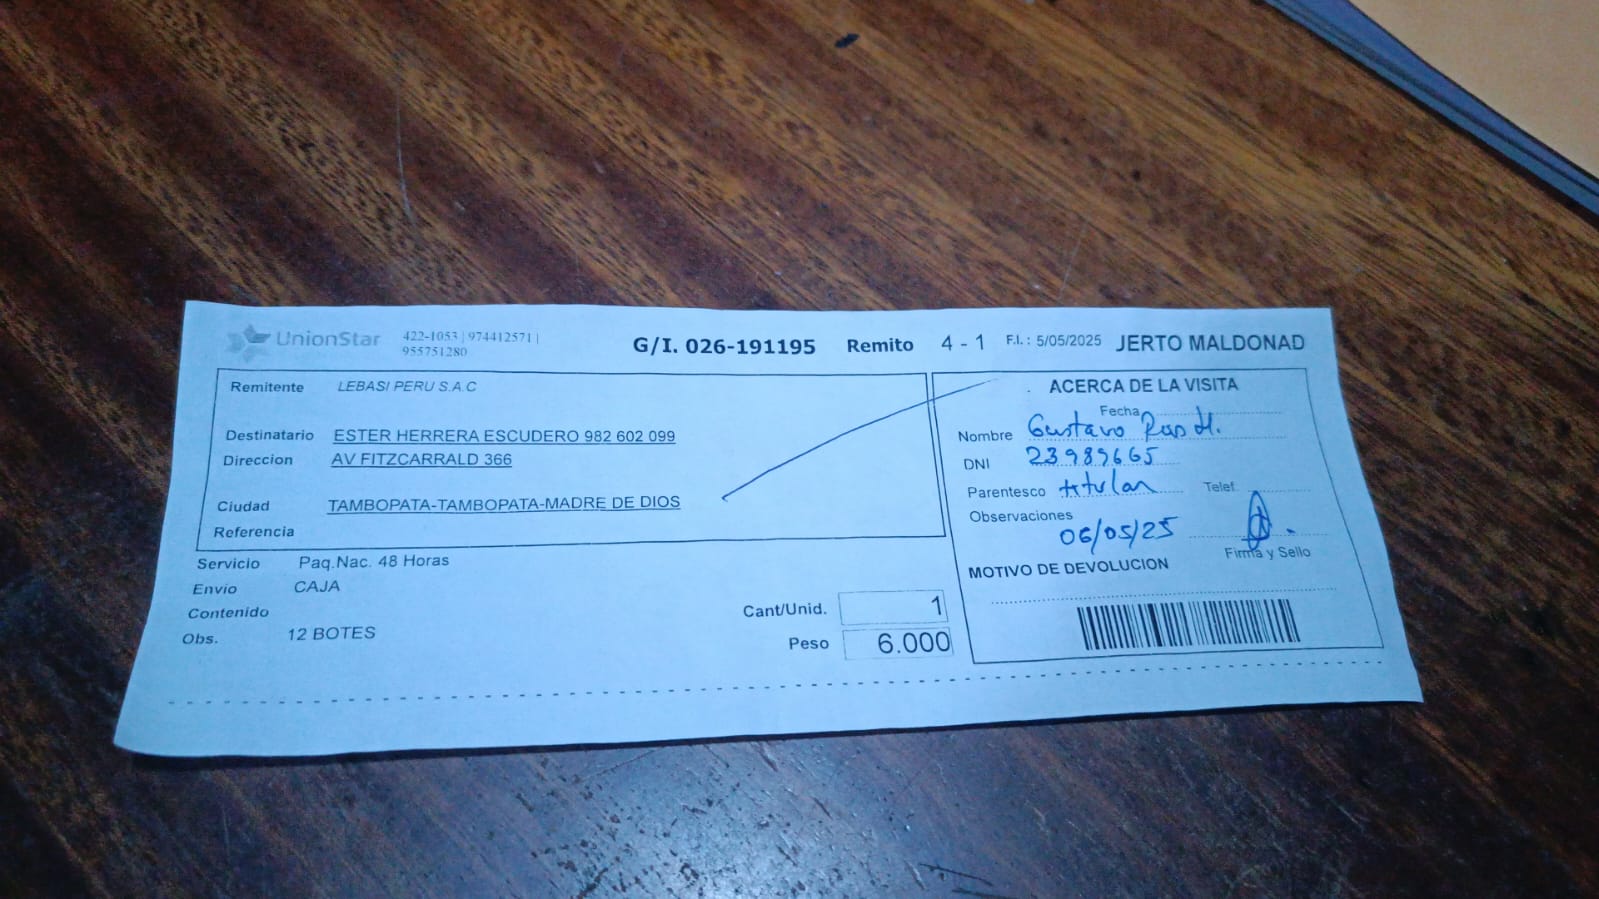 UnionStar 422-1053 | 974412571 |
955751280
G/I. 026-191195 Remito 4 - 1 F.I. : 5/05/2025 JERTO MALDONAD
Remitente LEBASI PERU S.A.C
Destinatario ESTER HERRERA ESCUDERO 982 602 099
Direccion AV FITZCARRALD 366
Ciudad TAMBOPATA-TAMBOPATA-MADRE DE DIOS
Referencia
Servicio Paq.Nac. 48 Horas
Envio CAJA
Contenido
Obs. 12 BOTES
Cant/Unid. 1
Peso 6.000
ACERCA DE LA VISITA
Fecha
Nombre Gustavo H.
DNI 23989665
Parentesco titular Telef
Observaciones
06/05/25
Firma y Sello
MOTIVO DE DEVOLUCION